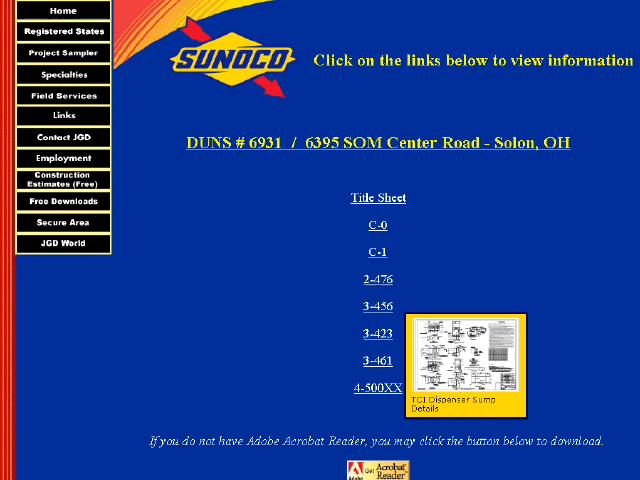 Home
Registered States
Project Sampler
Specialties
Field Services
Links
Contact JGD
Employment
Construction
Estimates (Free)
Free Downloads
Secure Area
JGD World
SUNOCO
Click on the links below to view information
DUNS # 6931 / 6395 SOM Center Road - Solon, OH
Title Sheet
C-0
C-1
2-476
3-456
3-423
3-461
4-500XX
TCI Dispenser Sump
Details
If you do not have Adobe Acrobat Reader, you may click the button below to download.
Get Acrobat
Adobe Reader